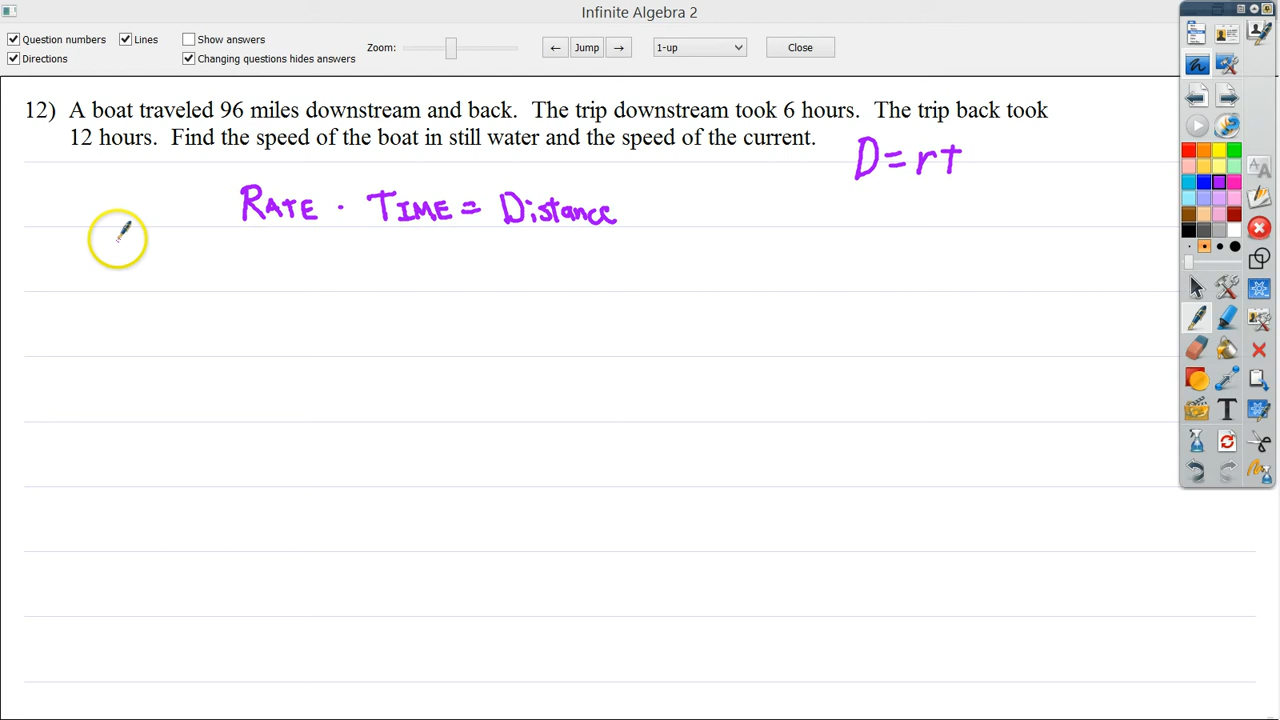 Infinite Algebra 2
Question numbers Lines Show answers Zoom: ← Jump → 1-up Close
Directions Changing questions hides answers
12) A boat traveled 96 miles downstream and back. The trip downstream took 6 hours. The trip back took
12 hours. Find the speed of the boat in still water and the speed of the current.
D = rt
RATE · TIME = Distance